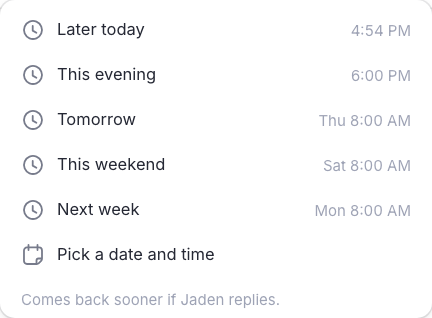 Later today 4:54 PM
This evening 6:00 PM
Tomorrow Thu 8:00 AM
This weekend Sat 8:00 AM
Next week Mon 8:00 AM
Pick a date and time
Comes back sooner if Jaden replies.